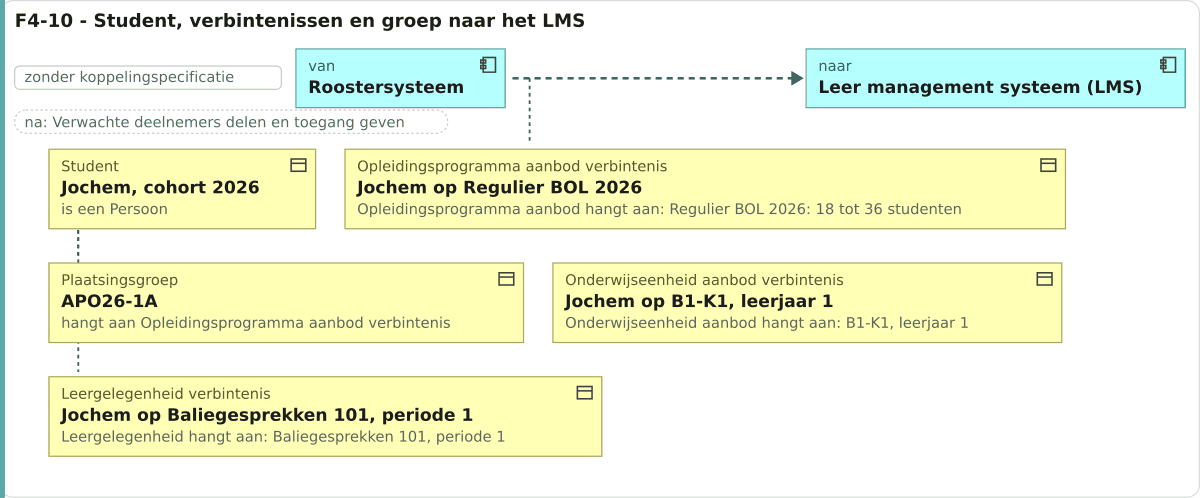 F4-10 - Student, verbintenissen en groep naar het LMS
zonder koppelingspecificatie
van
Roostersysteem
naar
Leer management systeem (LMS)
na: Verwachte deelnemers delen en toegang geven
Student
Jochem, cohort 2026
is een Persoon
Opleidingsprogramma aanbod verbintenis
Jochem op Regulier BOL 2026
Opleidingsprogramma aanbod hangt aan: Regulier BOL 2026: 18 tot 36 studenten
Plaatsingsgroep
APO26-1A
hangt aan Opleidingsprogramma aanbod verbintenis
Onderwijseenheid aanbod verbintenis
Jochem op B1-K1, leerjaar 1
Onderwijseenheid aanbod hangt aan: B1-K1, leerjaar 1
Leergelegenheid verbintenis
Jochem op Baliegesprekken 101, periode 1
Leergelegenheid hangt aan: Baliegesprekken 101, periode 1